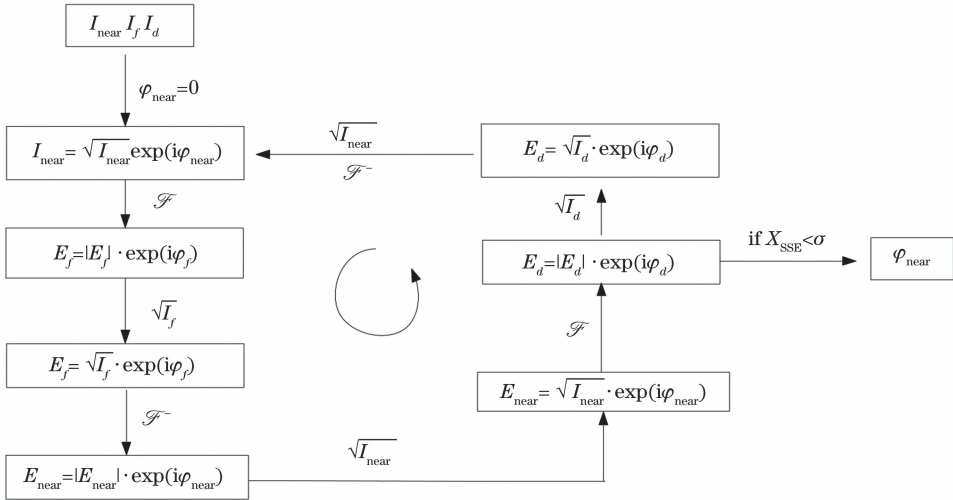 I_near I_f I_d
φ_near=0
I_near= √I_near exp(iφ_near)
ℱ
E_f=|E_f|·exp(iφ_f)
√I_f
E_f= √I_f·exp(iφ_f)
ℱ⁻
E_near=|E_near|·exp(iφ_near)
√I_near
E_near= √I_near·exp(iφ_near)
ℱ
E_d=|E_d|·exp(iφ_d)
if X_SSE<σ
φ_near
√I_d
E_d= √I_d·exp(iφ_d)
√I_near
ℱ⁻